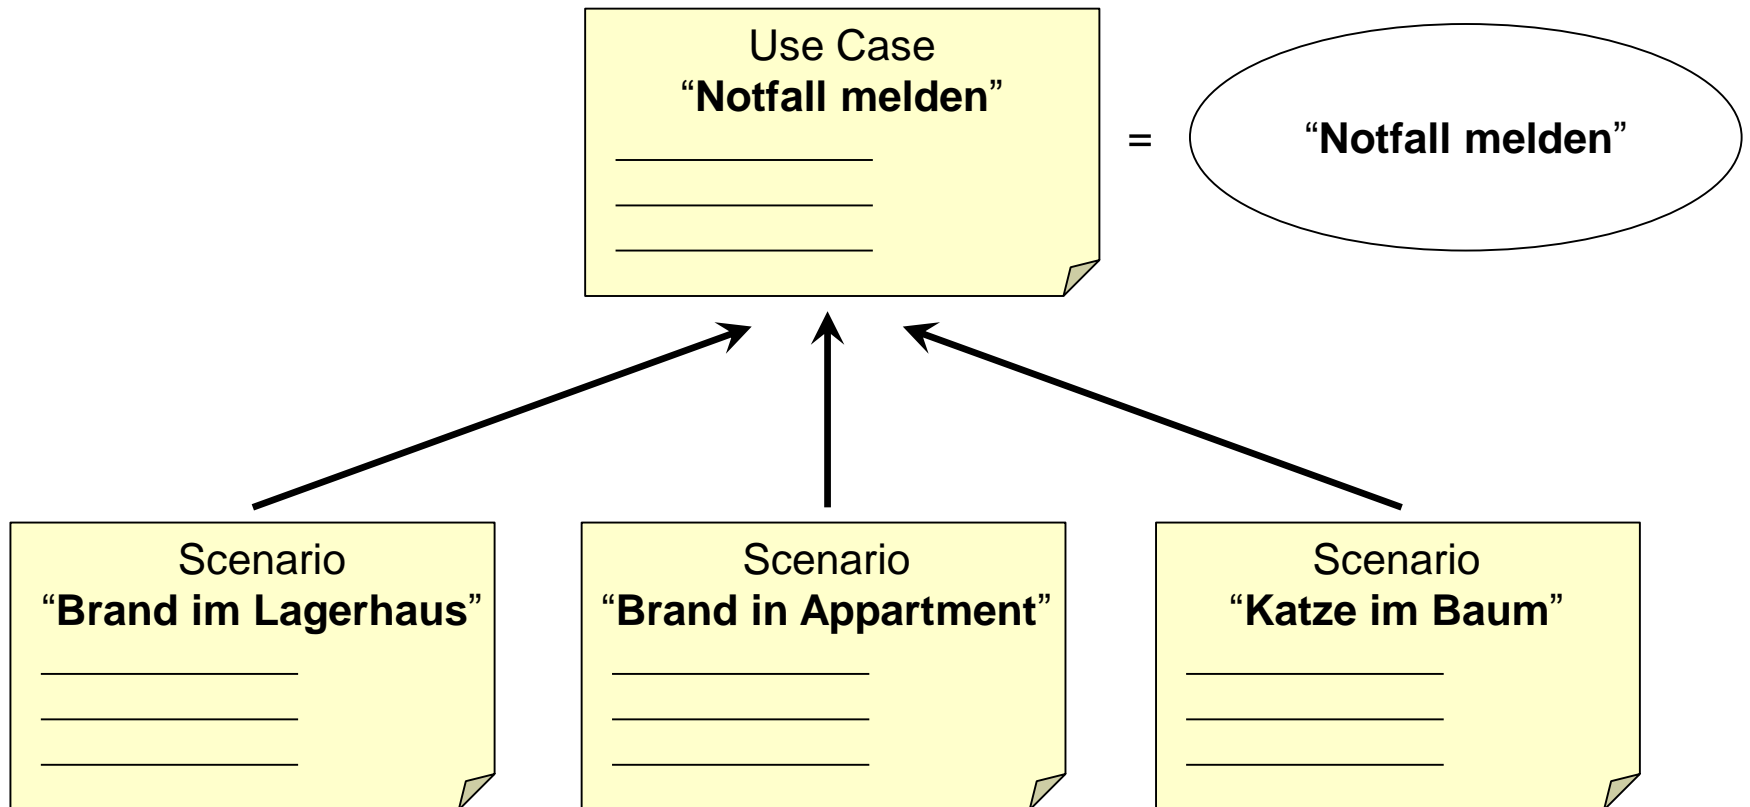 Use Case
“Notfall melden”
=
“Notfall melden”
Scenario
“Brand im Lagerhaus”
Scenario
“Brand in Appartment”
Scenario
“Katze im Baum”